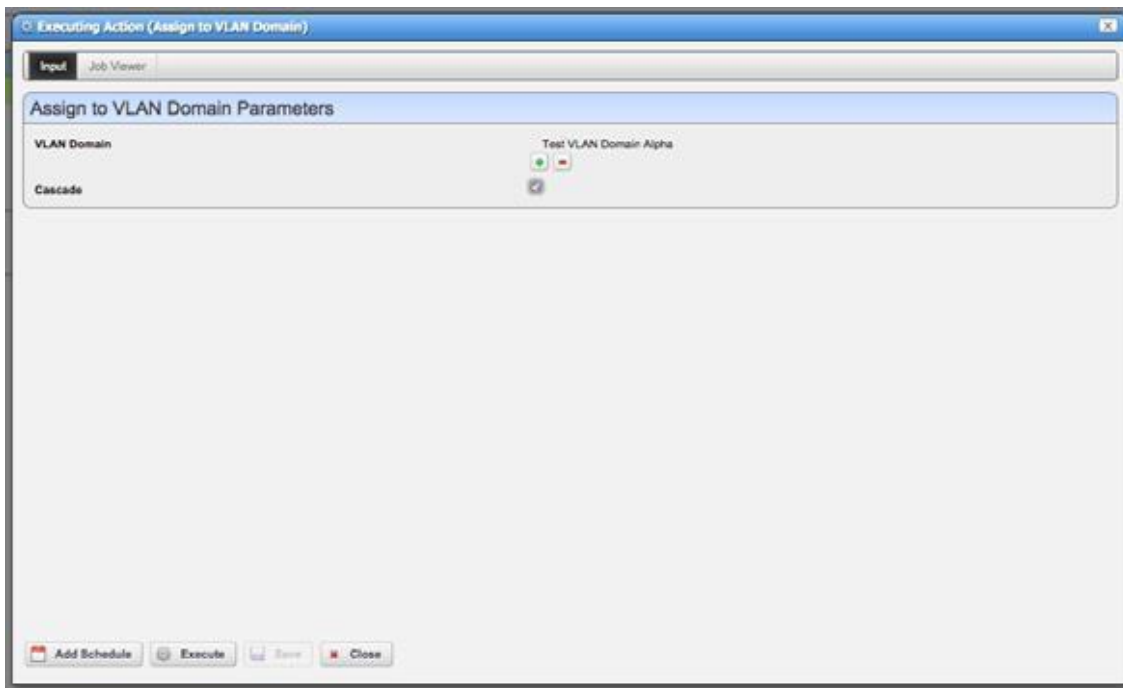 Executing Action (Assign to VLAN Domain)
Input Job Viewer
Assign to VLAN Domain Parameters
VLAN Domain Test VLAN Domain Alpha
Cascade
Add Schedule Execute Save Close